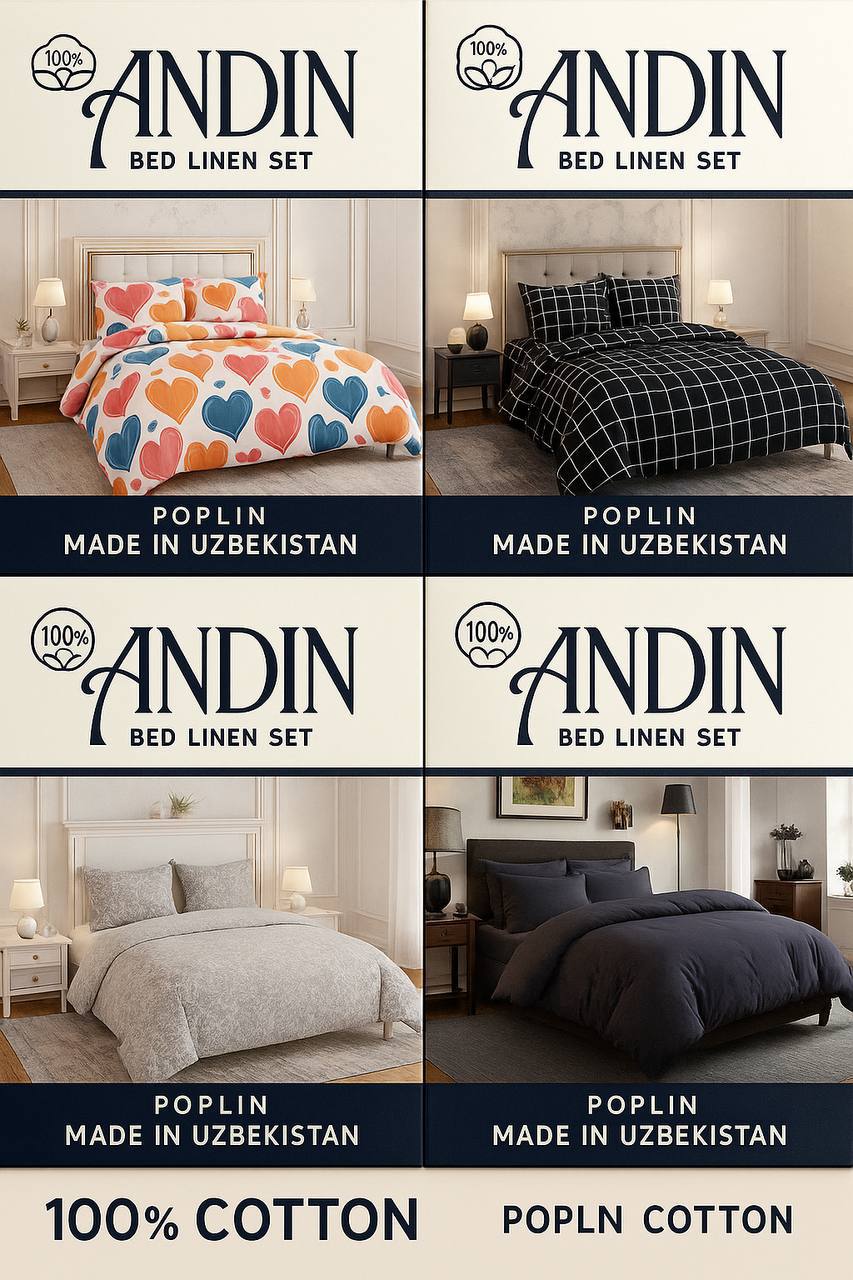 100%
ANDIN
BED LINEN SET
100%
ANDIN
BED LINEN SET
POPLIN
MADE IN UZBEKISTAN
POPLIN
MADE IN UZBEKISTAN
100%
ANDIN
BED LINEN SET
100%
ANDIN
BED LINEN SET
POPLIN
MADE IN UZBEKISTAN
POPLIN
MADE IN UZBEKISTAN
100% COTTON
POPLN COTTON